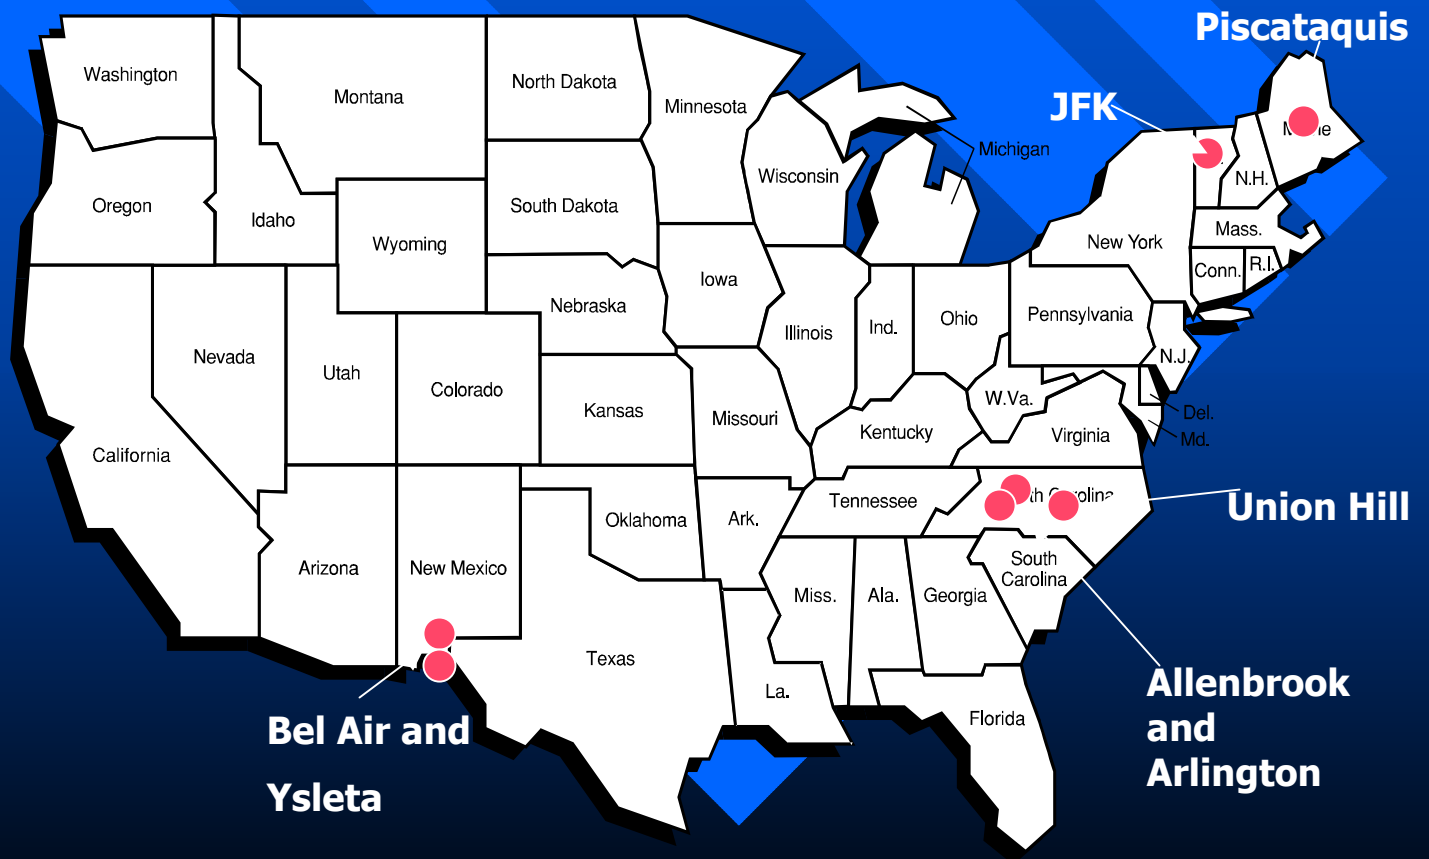 Piscataquis
JFK
Washington
Montana
North Dakota
Minnesota
Michigan
Wisconsin
N.H.
Oregon
Idaho
Wyoming
South Dakota
New York
Mass.
Conn.
R.I.
Iowa
Nebraska
Illinois
Ind.
Ohio
Pennsylvania
N.J.
Nevada
Utah
Colorado
Kansas
Missouri
W.Va.
Kentucky
Virginia
Del.
Md.
California
Oklahoma
Ark.
Tennessee
Union Hill
Arizona
New Mexico
South
Carolina
Miss.
Ala.
Georgia
Texas
La.
Florida
Bel Air and
Ysleta
Allenbrook
and
Arlington